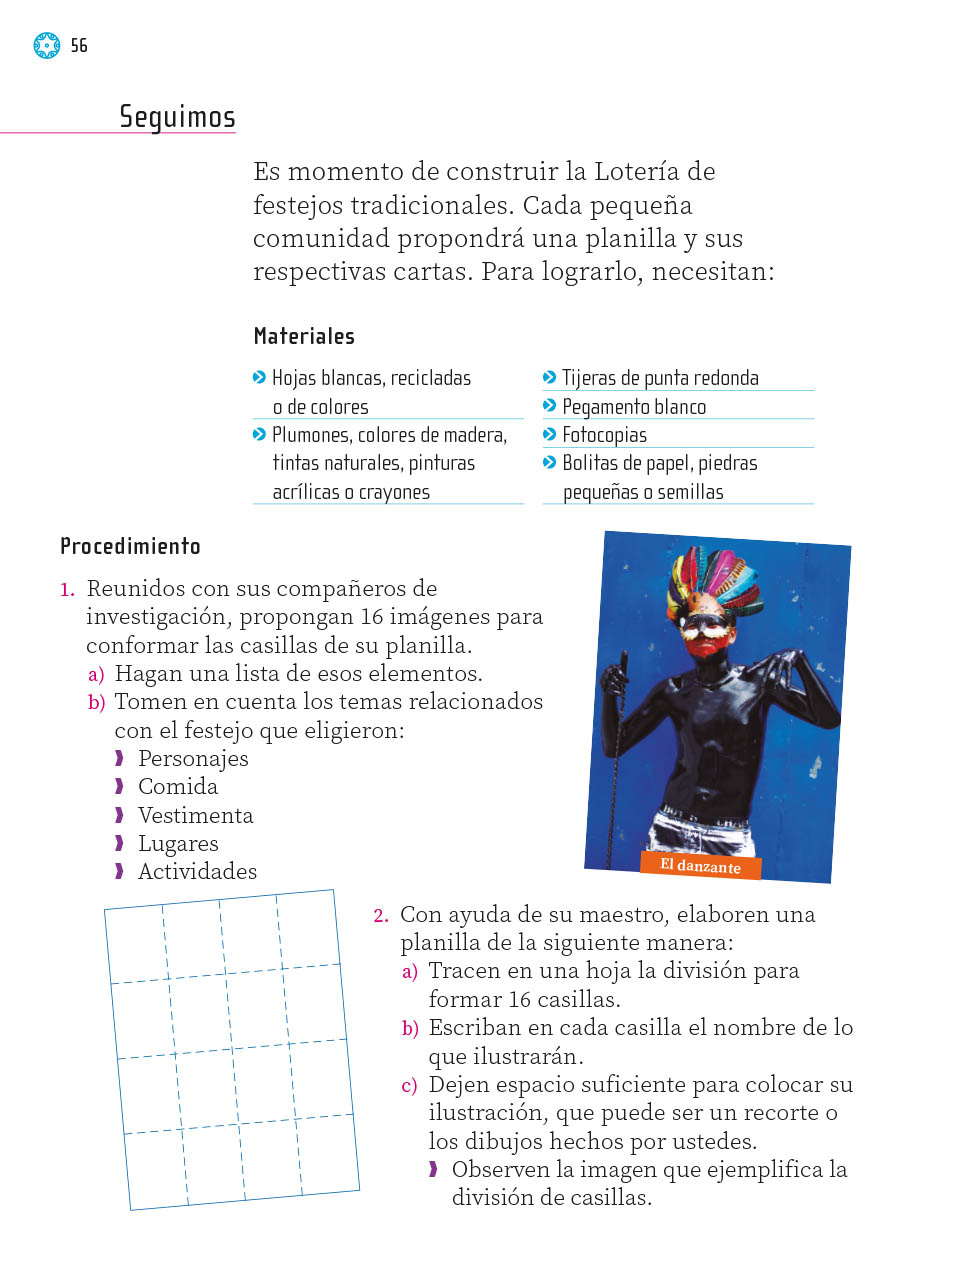 56
Seguimos
Es momento de construir la Lotería de
festejos tradicionales. Cada pequeña
comunidad propondrá una planilla y sus
respectivas cartas. Para lograrlo, necesitan:
Materiales
Hojas blancas, recicladas
o de colores
Plumones, colores de madera,
tintas naturales, pinturas
acrílicas o crayones
Tijeras de punta redonda
Pegamento blanco
Fotocopias
Bolitas de papel, piedras
pequeñas o semillas
Procedimiento
1. Reunidos con sus compañeros de
investigación, propongan 16 imágenes para
conformar las casillas de su planilla.
a) Hagan una lista de esos elementos.
b) Tomen en cuenta los temas relacionados
con el festejo que eligieron:
Personajes
Comida
Vestimenta
Lugares
Actividades
El danzante
2. Con ayuda de su maestro, elaboren una
planilla de la siguiente manera:
a) Tracen en una hoja la división para
formar 16 casillas.
b) Escriban en cada casilla el nombre de lo
que ilustrarán.
c) Dejen espacio suficiente para colocar su
ilustración, que puede ser un recorte o
los dibujos hechos por ustedes.
Observen la imagen que ejemplifica la
división de casillas.